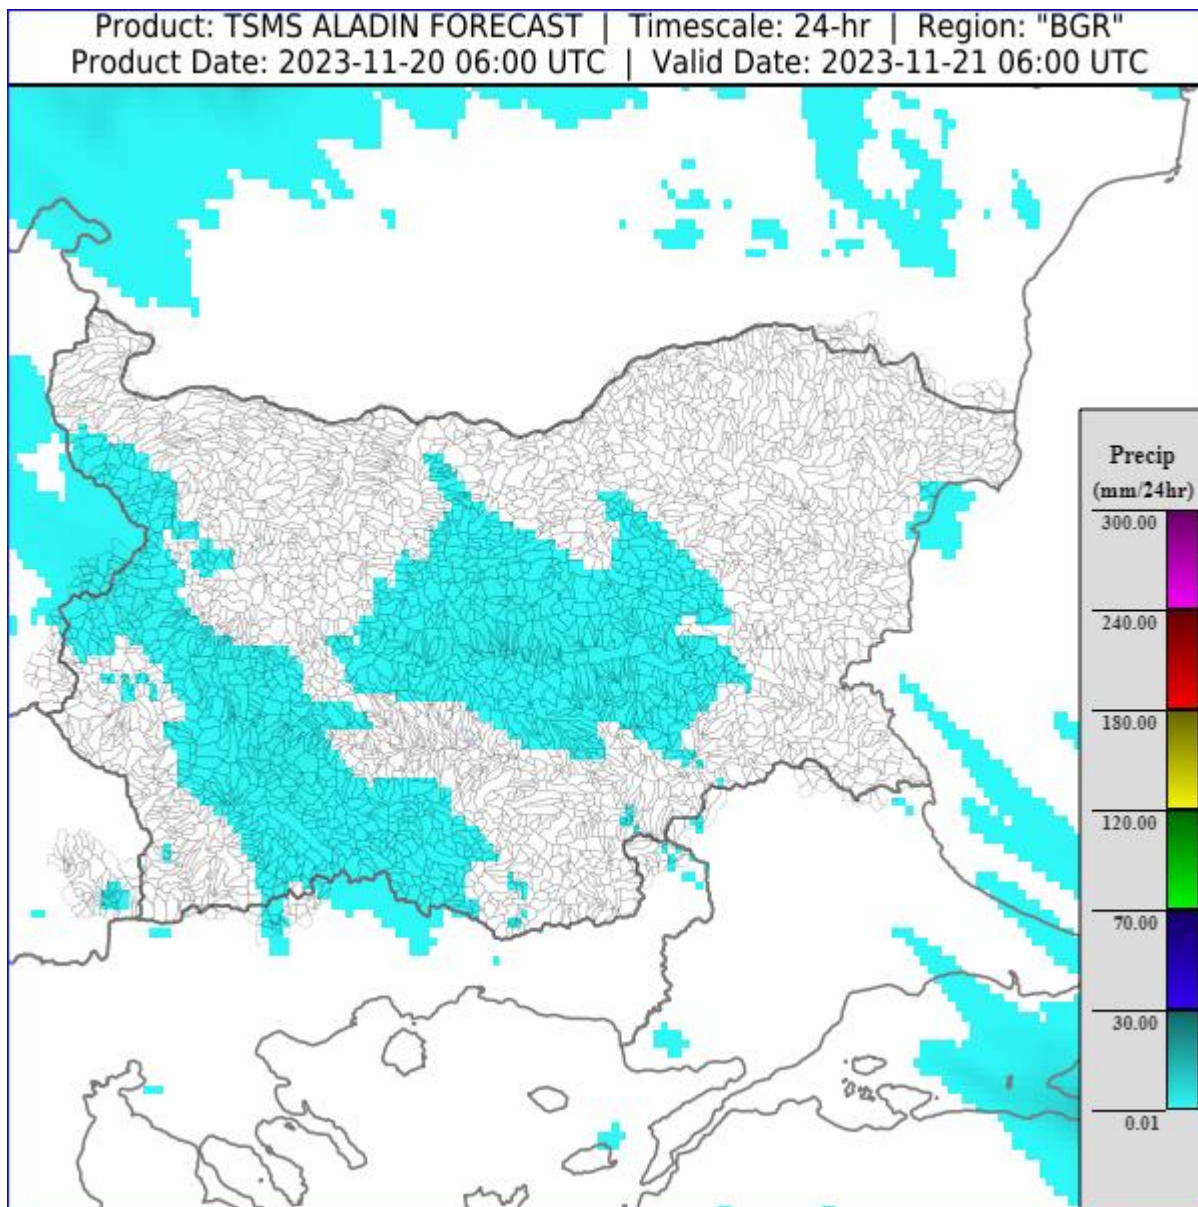 Product: TSMS ALADIN FORECAST | Timescale: 24-hr | Region: "BGR"
Product Date: 2023-11-20 06:00 UTC | Valid Date: 2023-11-21 06:00 UTC
Precip
(mm/24hr)
300.00
240.00
180.00
120.00
70.00
30.00
0.01